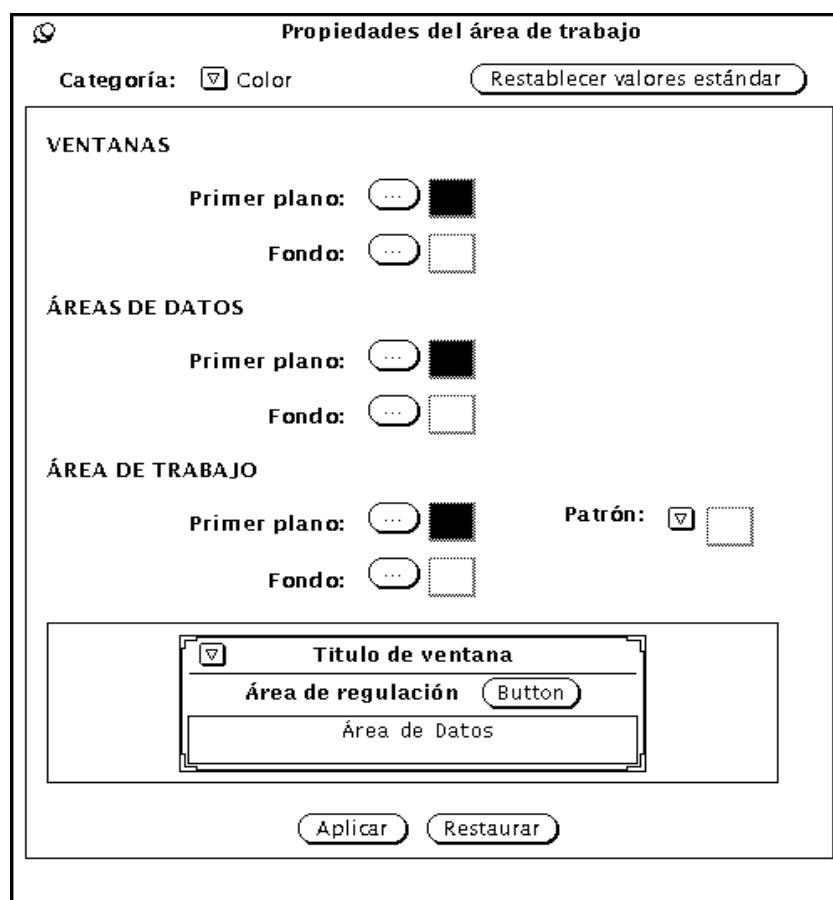 Propiedades del área de trabajo
Categoría: Color Restablecer valores estándar
VENTANAS
Primer plano: ...
Fondo: ...
ÁREAS DE DATOS
Primer plano: ...
Fondo: ...
ÁREA DE TRABAJO
Primer plano: ... Patrón:
Fondo: ...
Titulo de ventana
Área de regulación Button
Área de Datos
Aplicar Restaurar